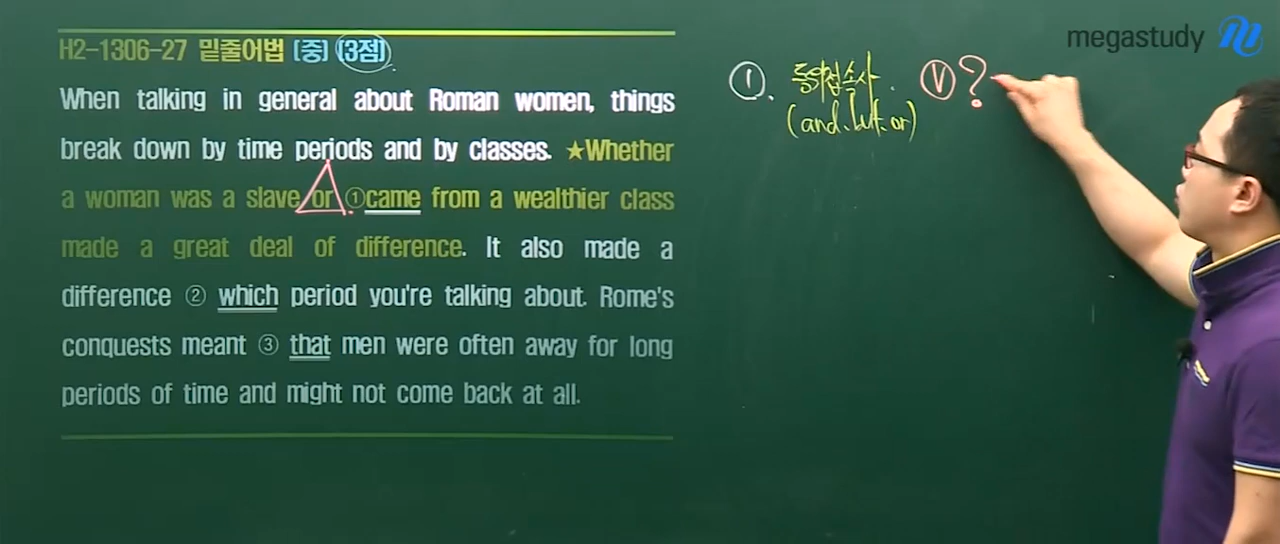 megastudy
H2-1306-27 밑줄어법 [중] [3점]
When talking in general about Roman women, things
break down by time periods and by classes. ★Whether
a woman was a slave or ①came from a wealthier class
made a great deal of difference. It also made a
difference ② which period you're talking about. Rome's
conquests meant ③ that men were often away for long
periods of time and might not come back at all.
①. 등위접속사. Ⓥ?
(and.but.or)